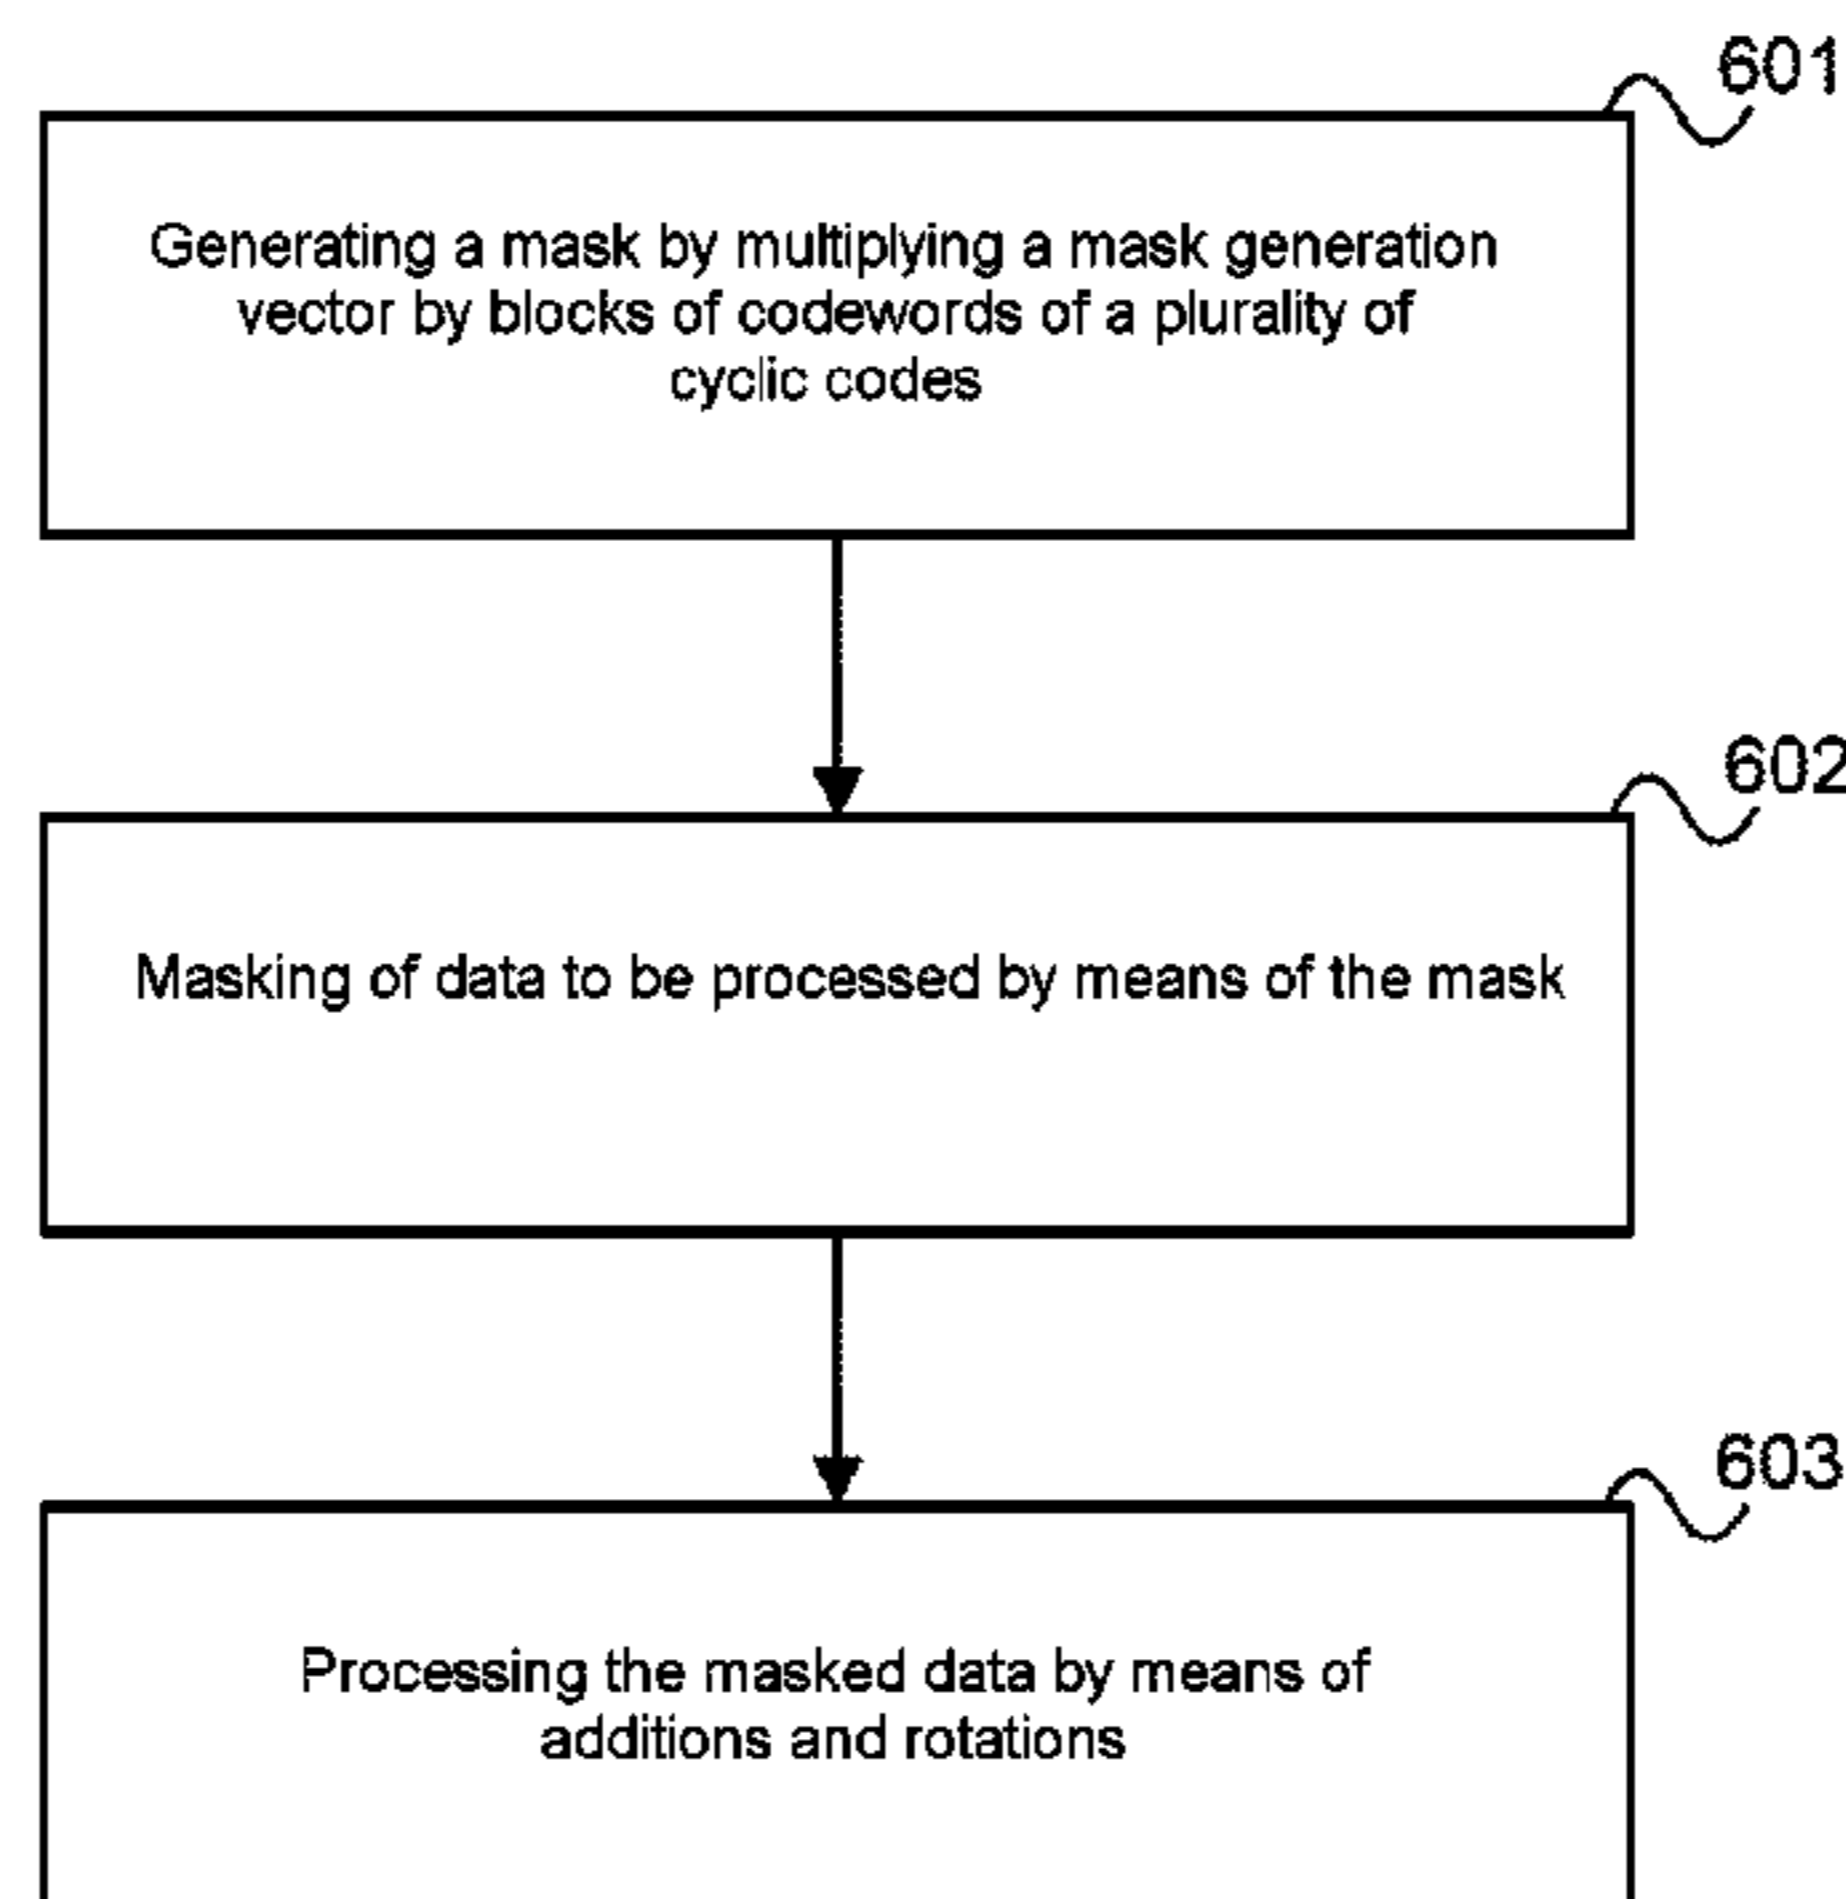 601
Generating a mask by multiplying a mask generation
vector by blocks of codewords of a plurality of
cyclic codes
602
Masking of data to be processed by means of the mask
603
Processing the masked data by means of
additions and rotations